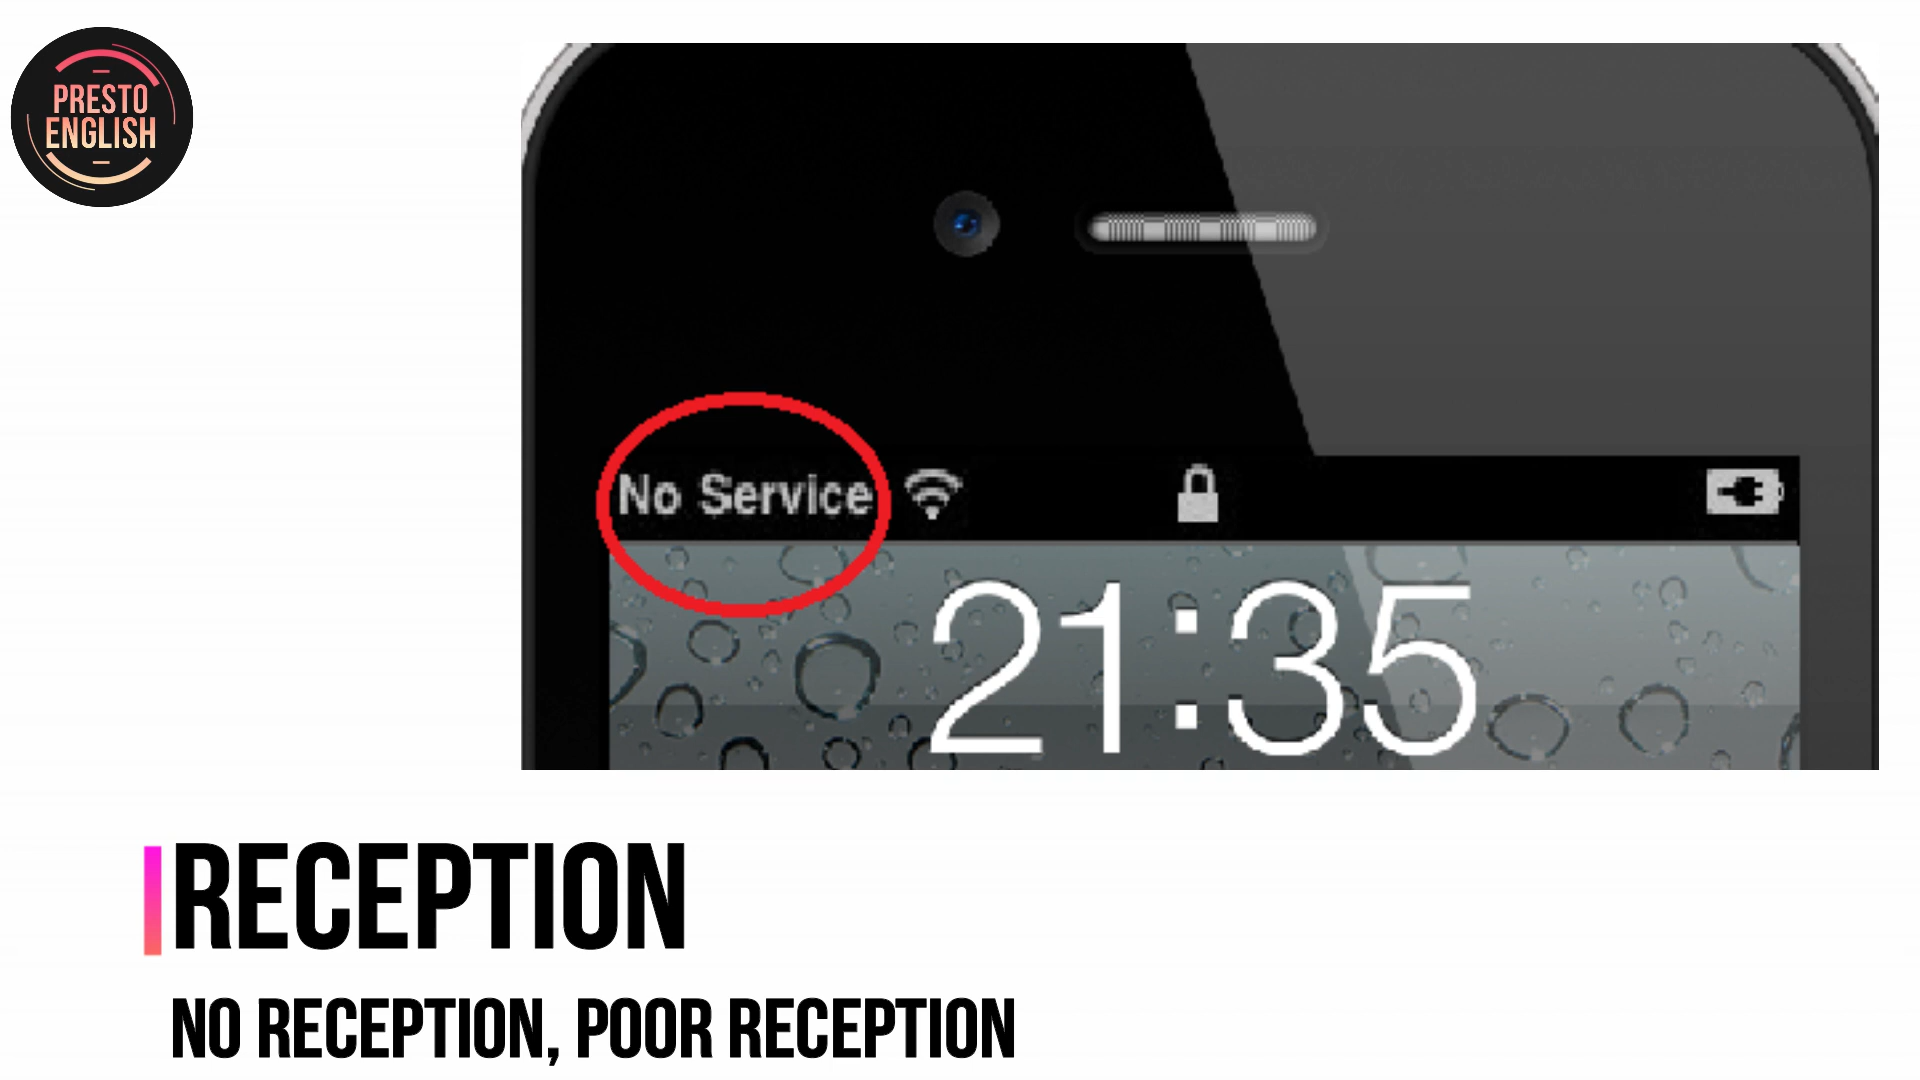 PRESTO
ENGLISH
No Service
21:35
RECEPTION
NO RECEPTION, POOR RECEPTION